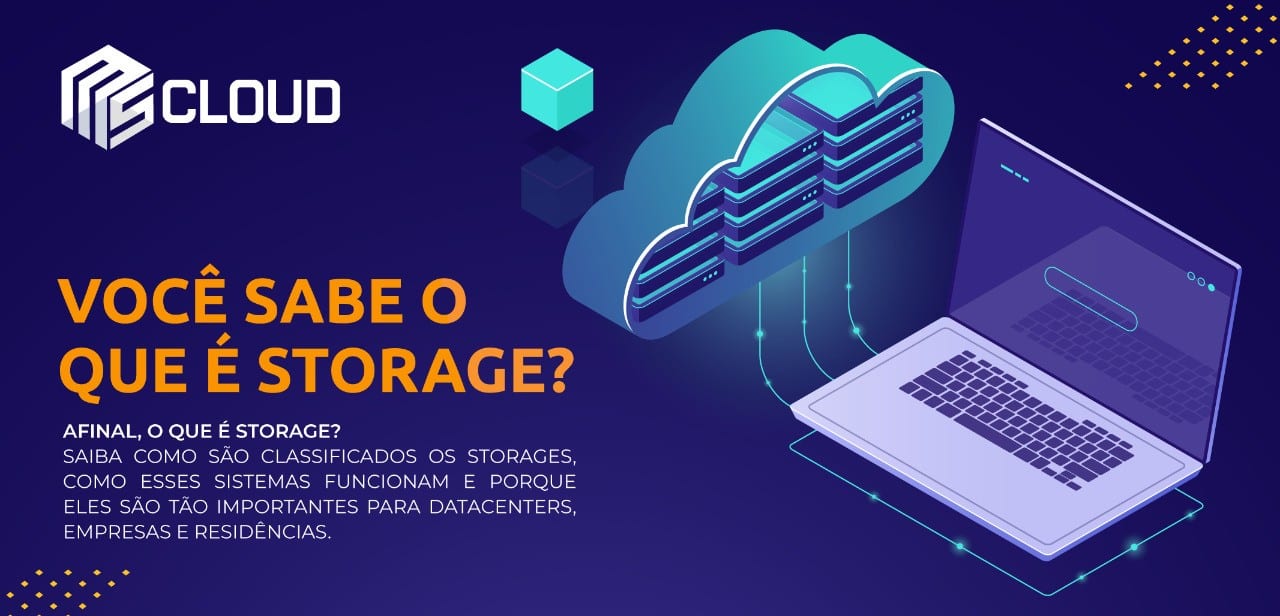 MS CLOUD
VOCÊ SABE O
QUE É STORAGE?
AFINAL, O QUE É STORAGE?
SAIBA COMO SÃO CLASSIFICADOS OS STORAGES,
COMO ESSES SISTEMAS FUNCIONAM E PORQUE
ELES SÃO TÃO IMPORTANTES PARA DATACENTERS,
EMPRESAS E RESIDÊNCIAS.